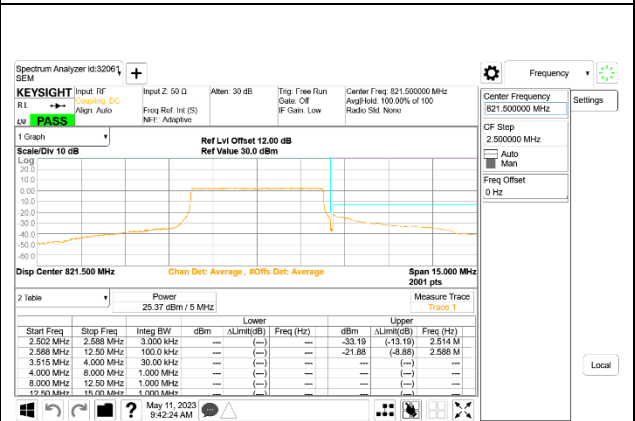 Spectrum Analyzer id:32061
SEM
Frequency
KEYSIGHT
Input: RF
Coupling: DC
Align: Auto
Input Z: 50 Ω
Freq Ref: Int (S)
NFE: Adaptive
Atten: 30 dB
Trig: Free Run
Gate: Off
IF Gain: Low
Center Freq: 821.500000 MHz
Avg|Hold: 100.00% of 100
Radio Std: None
RL
PASS
Center Frequency
821.500000 MHz
Settings
CF Step
2.500000 MHz
Auto
Man
Freq Offset
0 Hz
1 Graph
Scale/Div 10 dB
Ref Lvl Offset 12.00 dB
Ref Value 30.0 dBm
Log
20.0
10.0
0.00
-10.0
-20.0
-30.0
-40.0
-50.0
-60.0
Disp Center 821.500 MHz
Chan Det: Average, #Offs Det: Average
Span 15.000 MHz
2001 pts
2 Table
Power
25.37 dBm / 5 MHz
Measure Trace
Trace 1
Lower Upper
Start Freq Stop Freq Integ BW dBm ΔLimit(dB) Freq (Hz) dBm ΔLimit(dB) Freq (Hz)
2.502 MHz 2.588 MHz 3.000 kHz --- (---) --- -33.19 (-13.19) 2.514 M
2.588 MHz 12.50 MHz 100.0 kHz --- (---) --- -21.88 (-8.88) 2.588 M
3.515 MHz 4.000 MHz 30.00 kHz --- (---) --- --- (---) ---
4.000 MHz 8.000 MHz 1.000 MHz --- (---) --- --- (---) ---
8.000 MHz 12.50 MHz 1.000 MHz --- (---) --- --- (---) ---
12.50 MHz 15.00 MHz 1.000 MHz --- (---) --- --- (---) ---
Local
?
May 11, 2023
9:42:24 AM